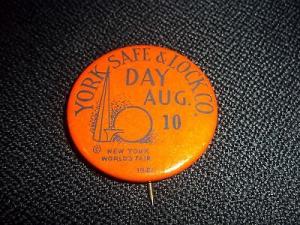 YORK SAFE & LOCK CO.
DAY
AUG.
10
© NEW YORK
WORLD'S FAIR